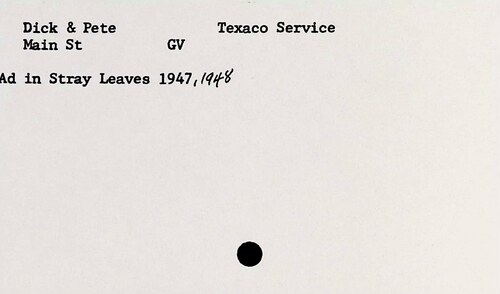 Dick & Pete Texaco Service
Main St GV
Ad in Stray Leaves 1947, 1948